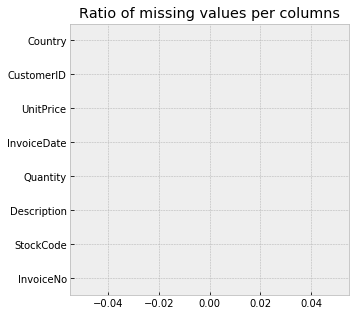 Ratio of missing values per columns
Country
CustomerID
UnitPrice
InvoiceDate
Quantity
Description
StockCode
InvoiceNo
−0.04 −0.02 0.00 0.02 0.04